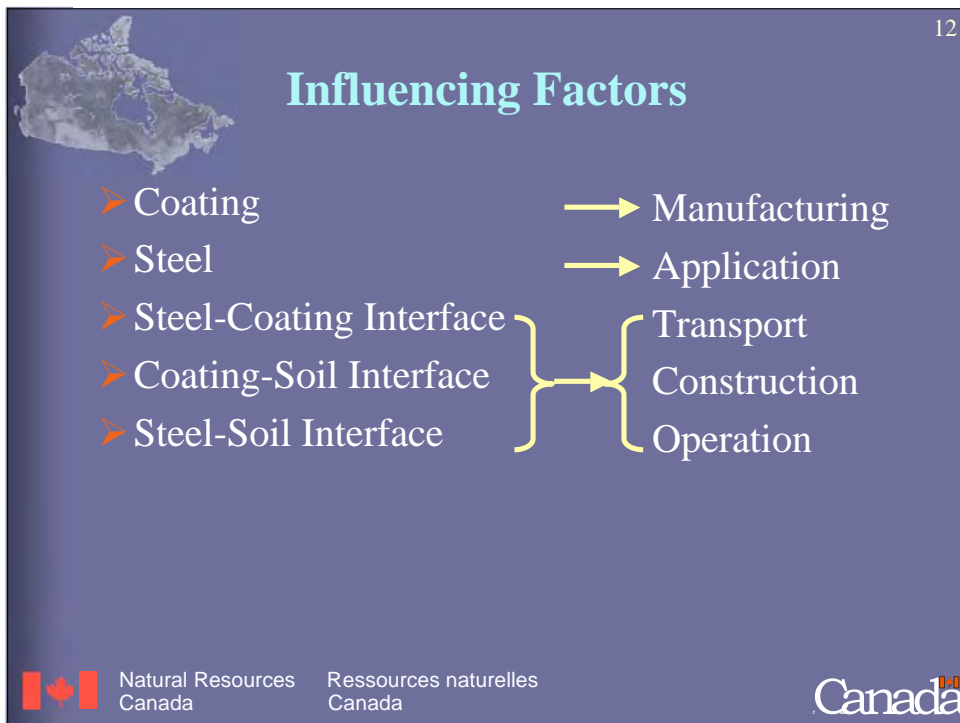 12
Influencing Factors
Coating
Steel
Steel-Coating Interface
Coating-Soil Interface
Steel-Soil Interface
Manufacturing
Application
Transport
Construction
Operation
Natural Resources Canada
Ressources naturelles Canada
Canada